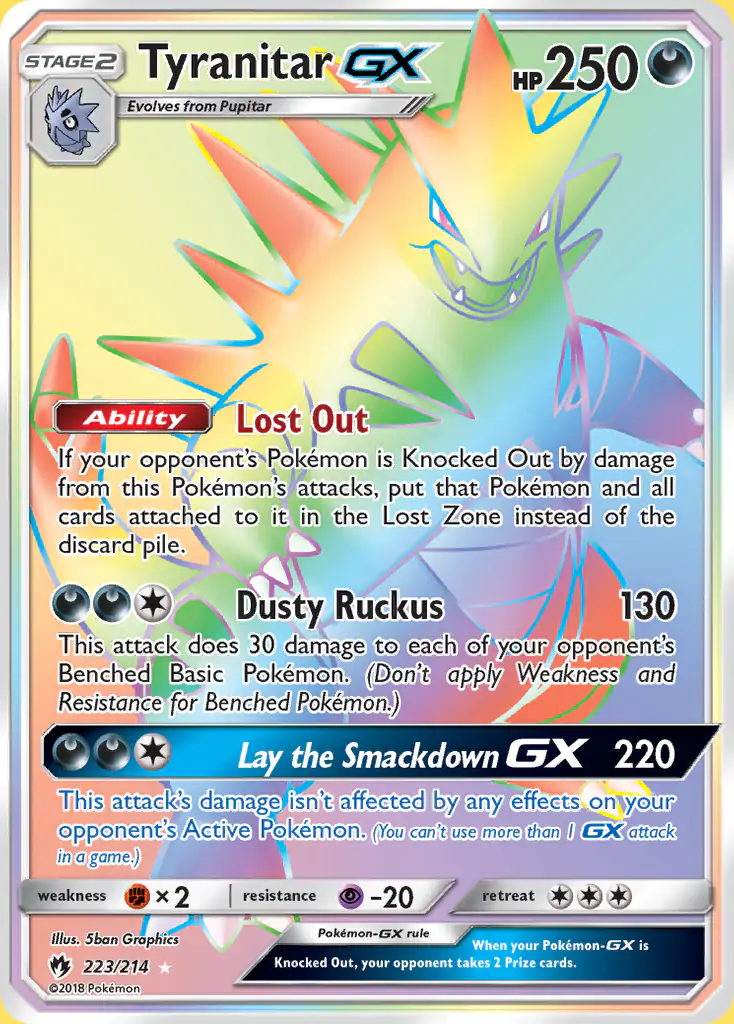 STAGE 2
Tyranitar GX
HP 250
Evolves from Pupitar
Ability
Lost Out
If your opponent's Pokémon is Knocked Out by damage
from this Pokémon's attacks, put that Pokémon and all
cards attached to it in the Lost Zone instead of the
discard pile.
Dusty Ruckus 130
This attack does 30 damage to each of your opponent's
Benched Basic Pokémon. (Don't apply Weakness and
Resistance for Benched Pokémon.)
Lay the Smackdown GX 220
This attack's damage isn't affected by any effects on your
opponent's Active Pokémon. (You can't use more than 1 GX attack
in a game.)
weakness ×2 resistance -20 retreat
Illus. 5ban Graphics
Pokémon-GX rule
When your Pokémon-GX is
Knocked Out, your opponent takes 2 Prize cards.
223/214
©2018 Pokémon